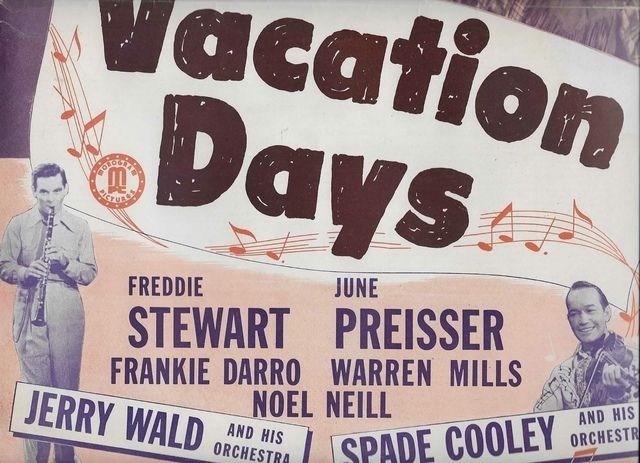 Vacation
Days
MONOGRAM
PICTURES
FREDDIE JUNE
STEWART PREISSER
FRANKIE DARRO WARREN MILLS
NOEL NEILL
JERRY WALD AND HIS ORCHESTRA
SPADE COOLEY AND HIS ORCHESTR